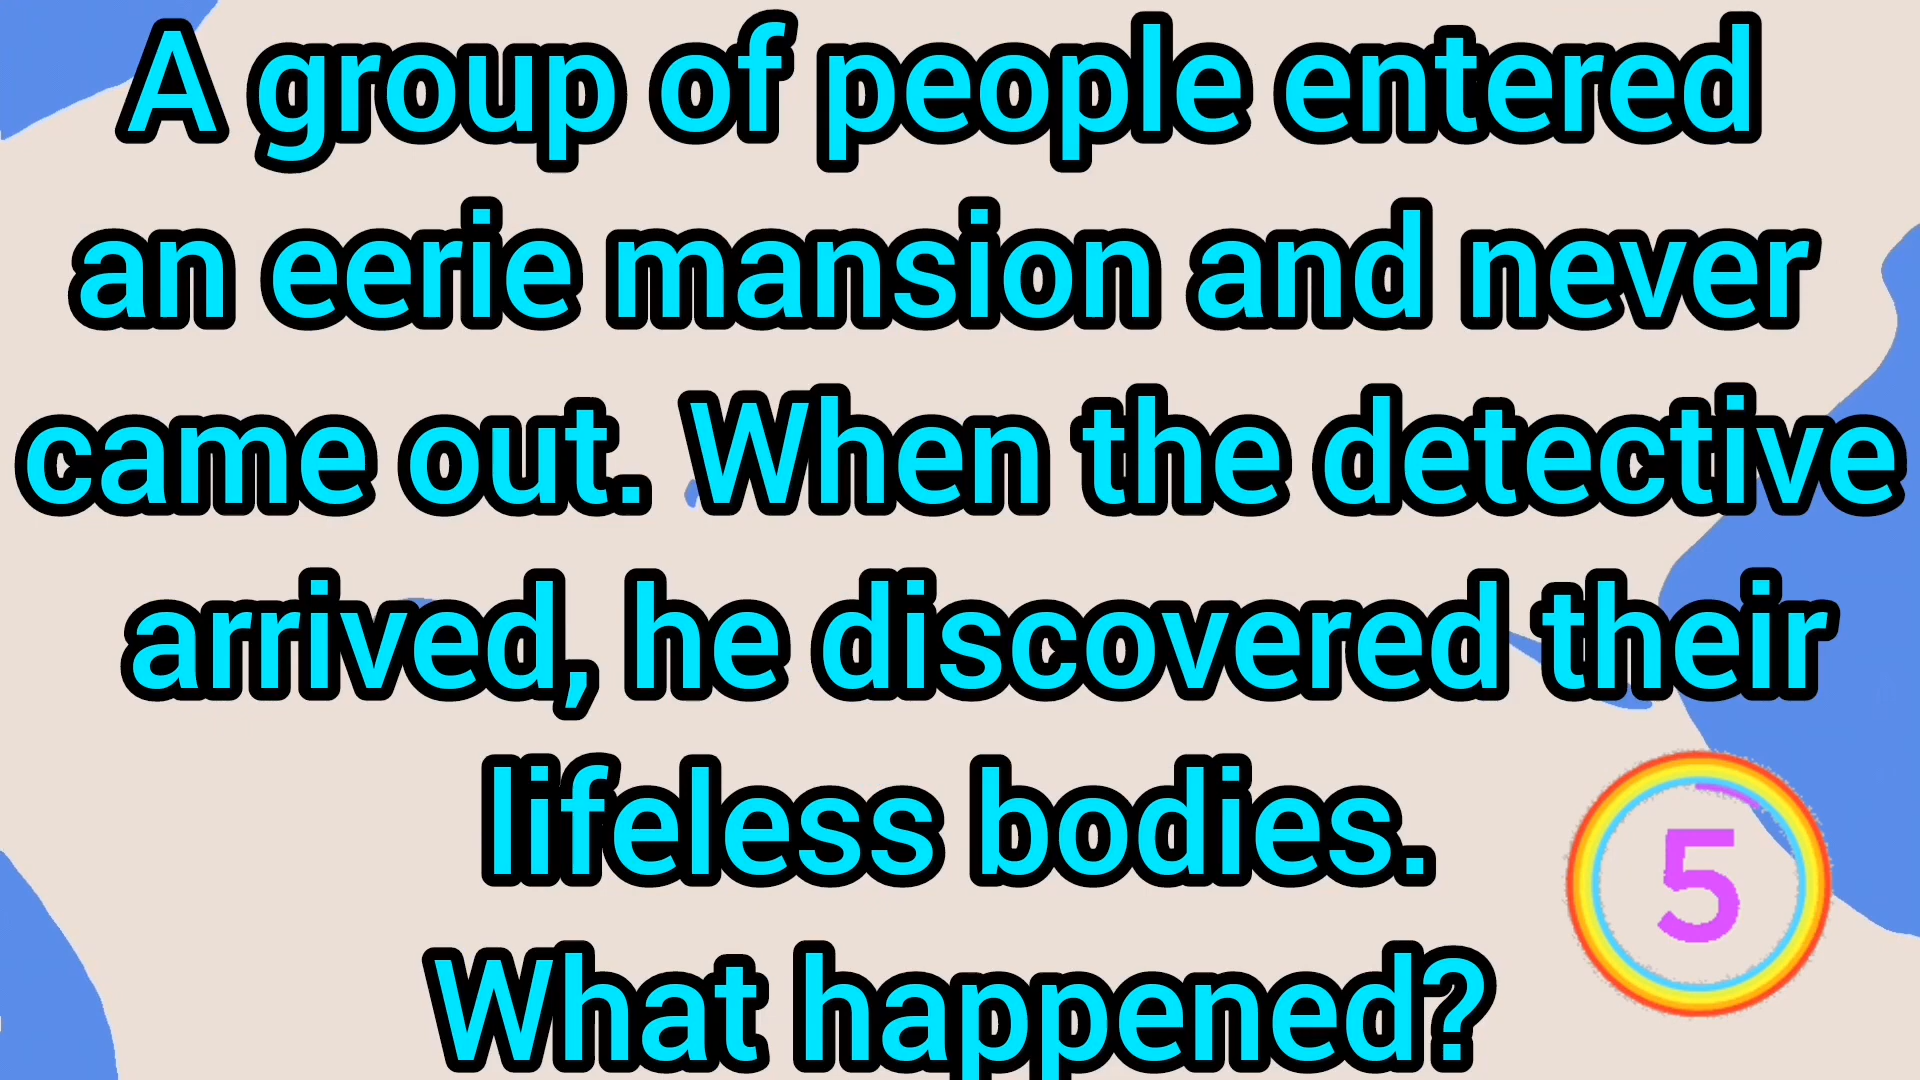 A group of people entered
an eerie mansion and never
came out. When the detective
arrived, he discovered their
lifeless bodies.
5
What happened?